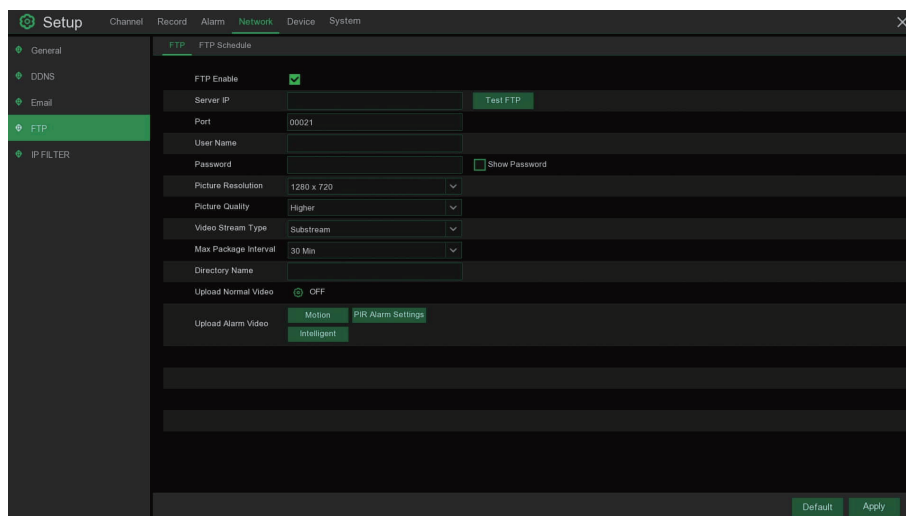 Setup Channel Record Alarm Network Device System
General
DDNS
Email
FTP
IP FILTER
FTP FTP Schedule
FTP Enable
Server IP Test FTP
Port 00021
User Name
Password Show Password
Picture Resolution 1280 x 720
Picture Quality Higher
Video Stream Type Substream
Max Package Interval 30 Min
Directory Name
Upload Normal Video OFF
Upload Alarm Video Motion PIR Alarm Settings
Intelligent
Default Apply